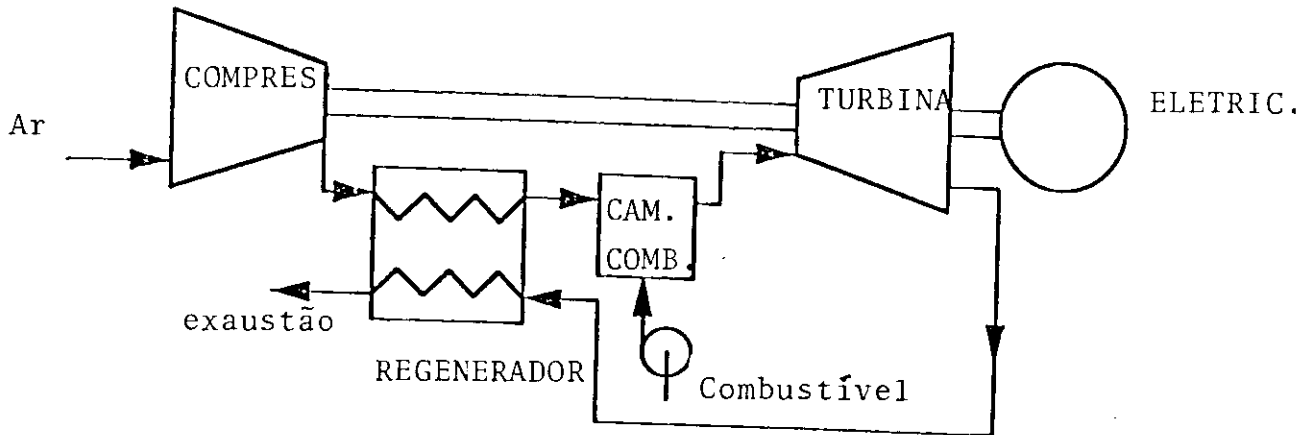 COMPRES
TURBINA
ELETRIC.
Ar
CAM.
COMB.
exaustão
REGENERADOR
Combustível